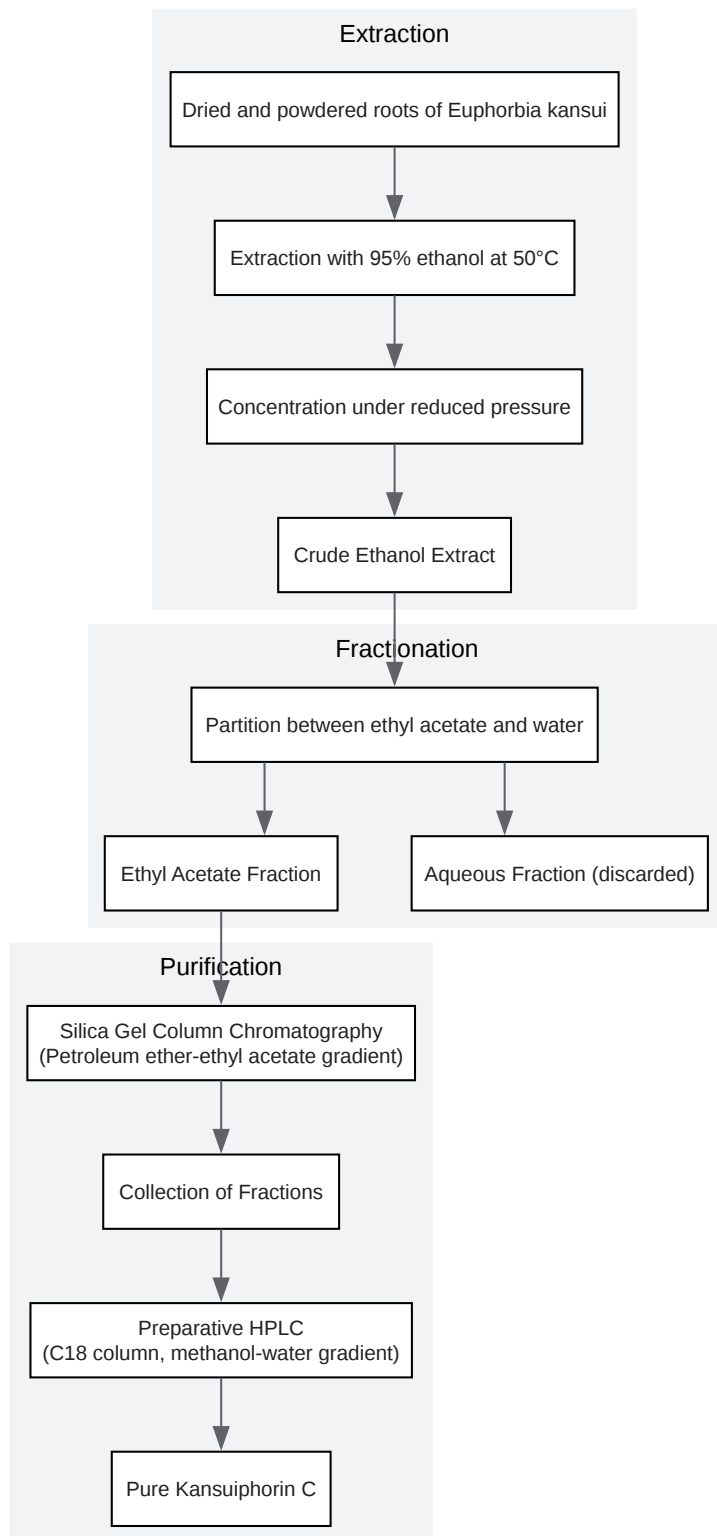 Extraction
Dried and powdered roots of Euphorbia kansui
Extraction with 95% ethanol at 50°C
Concentration under reduced pressure
Crude Ethanol Extract
Fractionation
Partition between ethyl acetate and water
Ethyl Acetate Fraction
Aqueous Fraction (discarded)
Purification
Silica Gel Column Chromatography
(Petroleum ether-ethyl acetate gradient)
Collection of Fractions
Preparative HPLC
(C18 column, methanol-water gradient)
Pure Kansuiphorin C